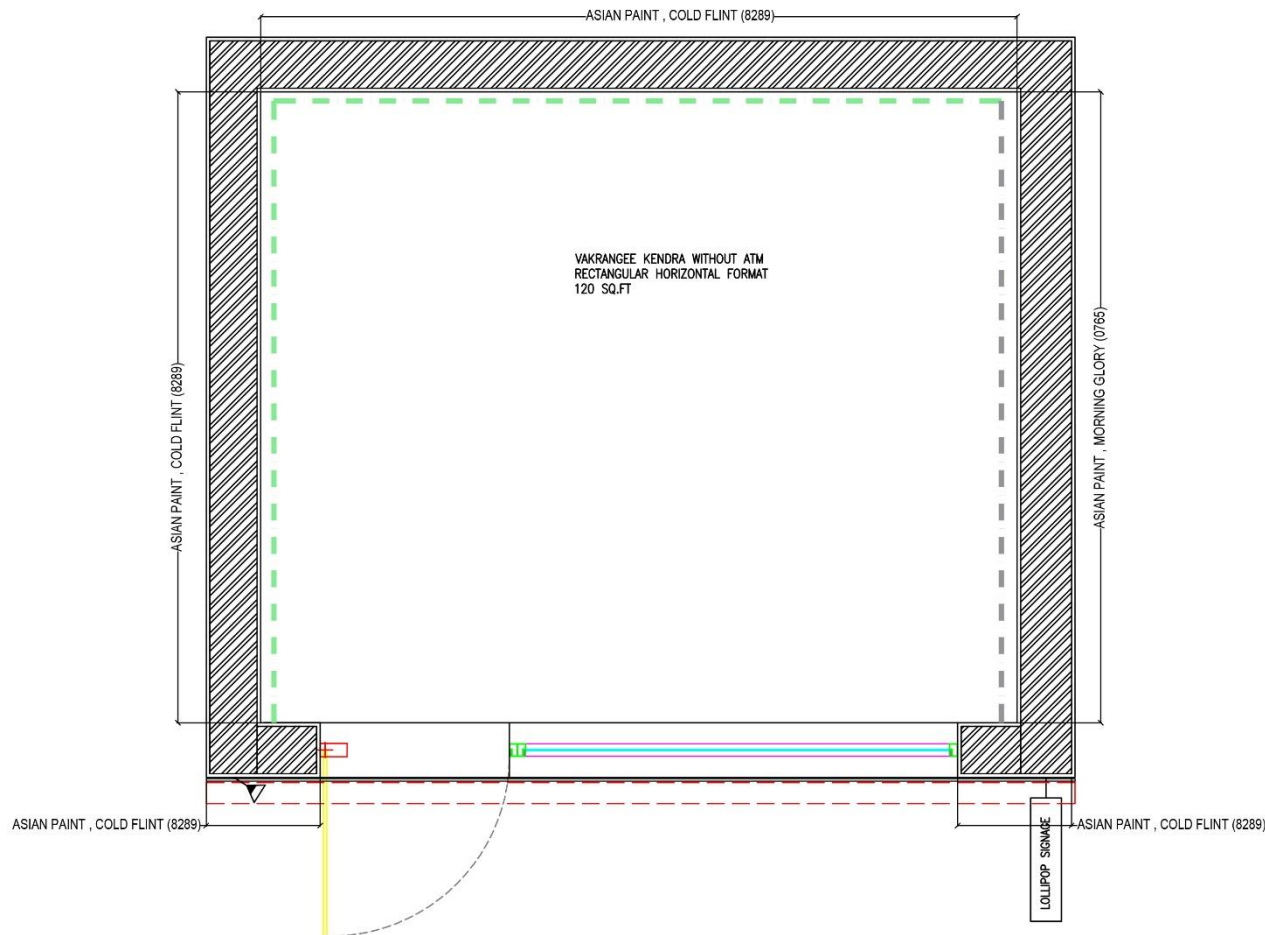 ASIAN PAINT , COLD FLINT (8289)
VAKRANGEE KENDRA WITHOUT ATM
RECTANGULAR HORIZONTAL FORMAT
120 SQ.FT
ASIAN PAINT , COLD FLINT (8289)
ASIAN PAINT , MORNING GLORY (0765)
ASIAN PAINT , COLD FLINT (8289)
ASIAN PAINT , COLD FLINT (8289)
LOLLIPOP SIGNAGE